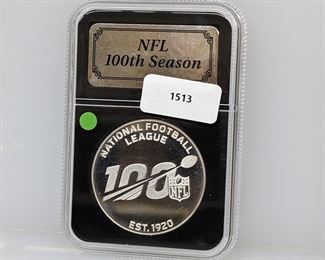 NFL
100th Season
1513
NATIONAL FOOTBALL
LEAGUE
100
NFL
EST. 1920